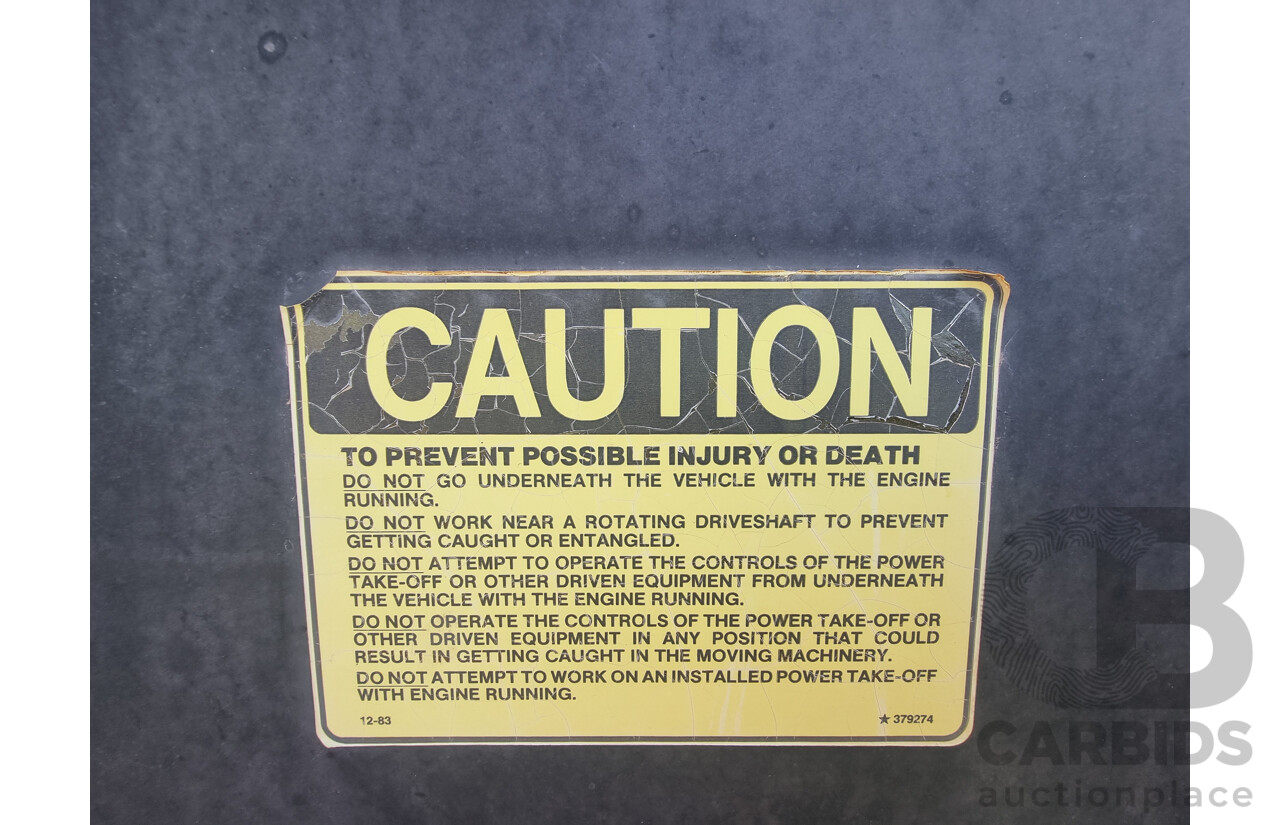 CAUTION
TO PREVENT POSSIBLE INJURY OR DEATH
DO NOT GO UNDERNEATH THE VEHICLE WITH THE ENGINE
RUNNING.
DO NOT WORK NEAR A ROTATING DRIVESHAFT TO PREVENT
GETTING CAUGHT OR ENTANGLED.
DO NOT ATTEMPT TO OPERATE THE CONTROLS OF THE POWER
TAKE-OFF OR OTHER DRIVEN EQUIPMENT FROM UNDERNEATH
THE VEHICLE WITH THE ENGINE RUNNING.
DO NOT OPERATE THE CONTROLS OF THE POWER TAKE-OFF OR
OTHER DRIVEN EQUIPMENT IN ANY POSITION THAT COULD
RESULT IN GETTING CAUGHT IN THE MOVING MACHINERY.
DO NOT ATTEMPT TO WORK ON AN INSTALLED POWER TAKE-OFF
WITH ENGINE RUNNING.
12-83 ★ 379274
CB
CARBIDS
auctionplace